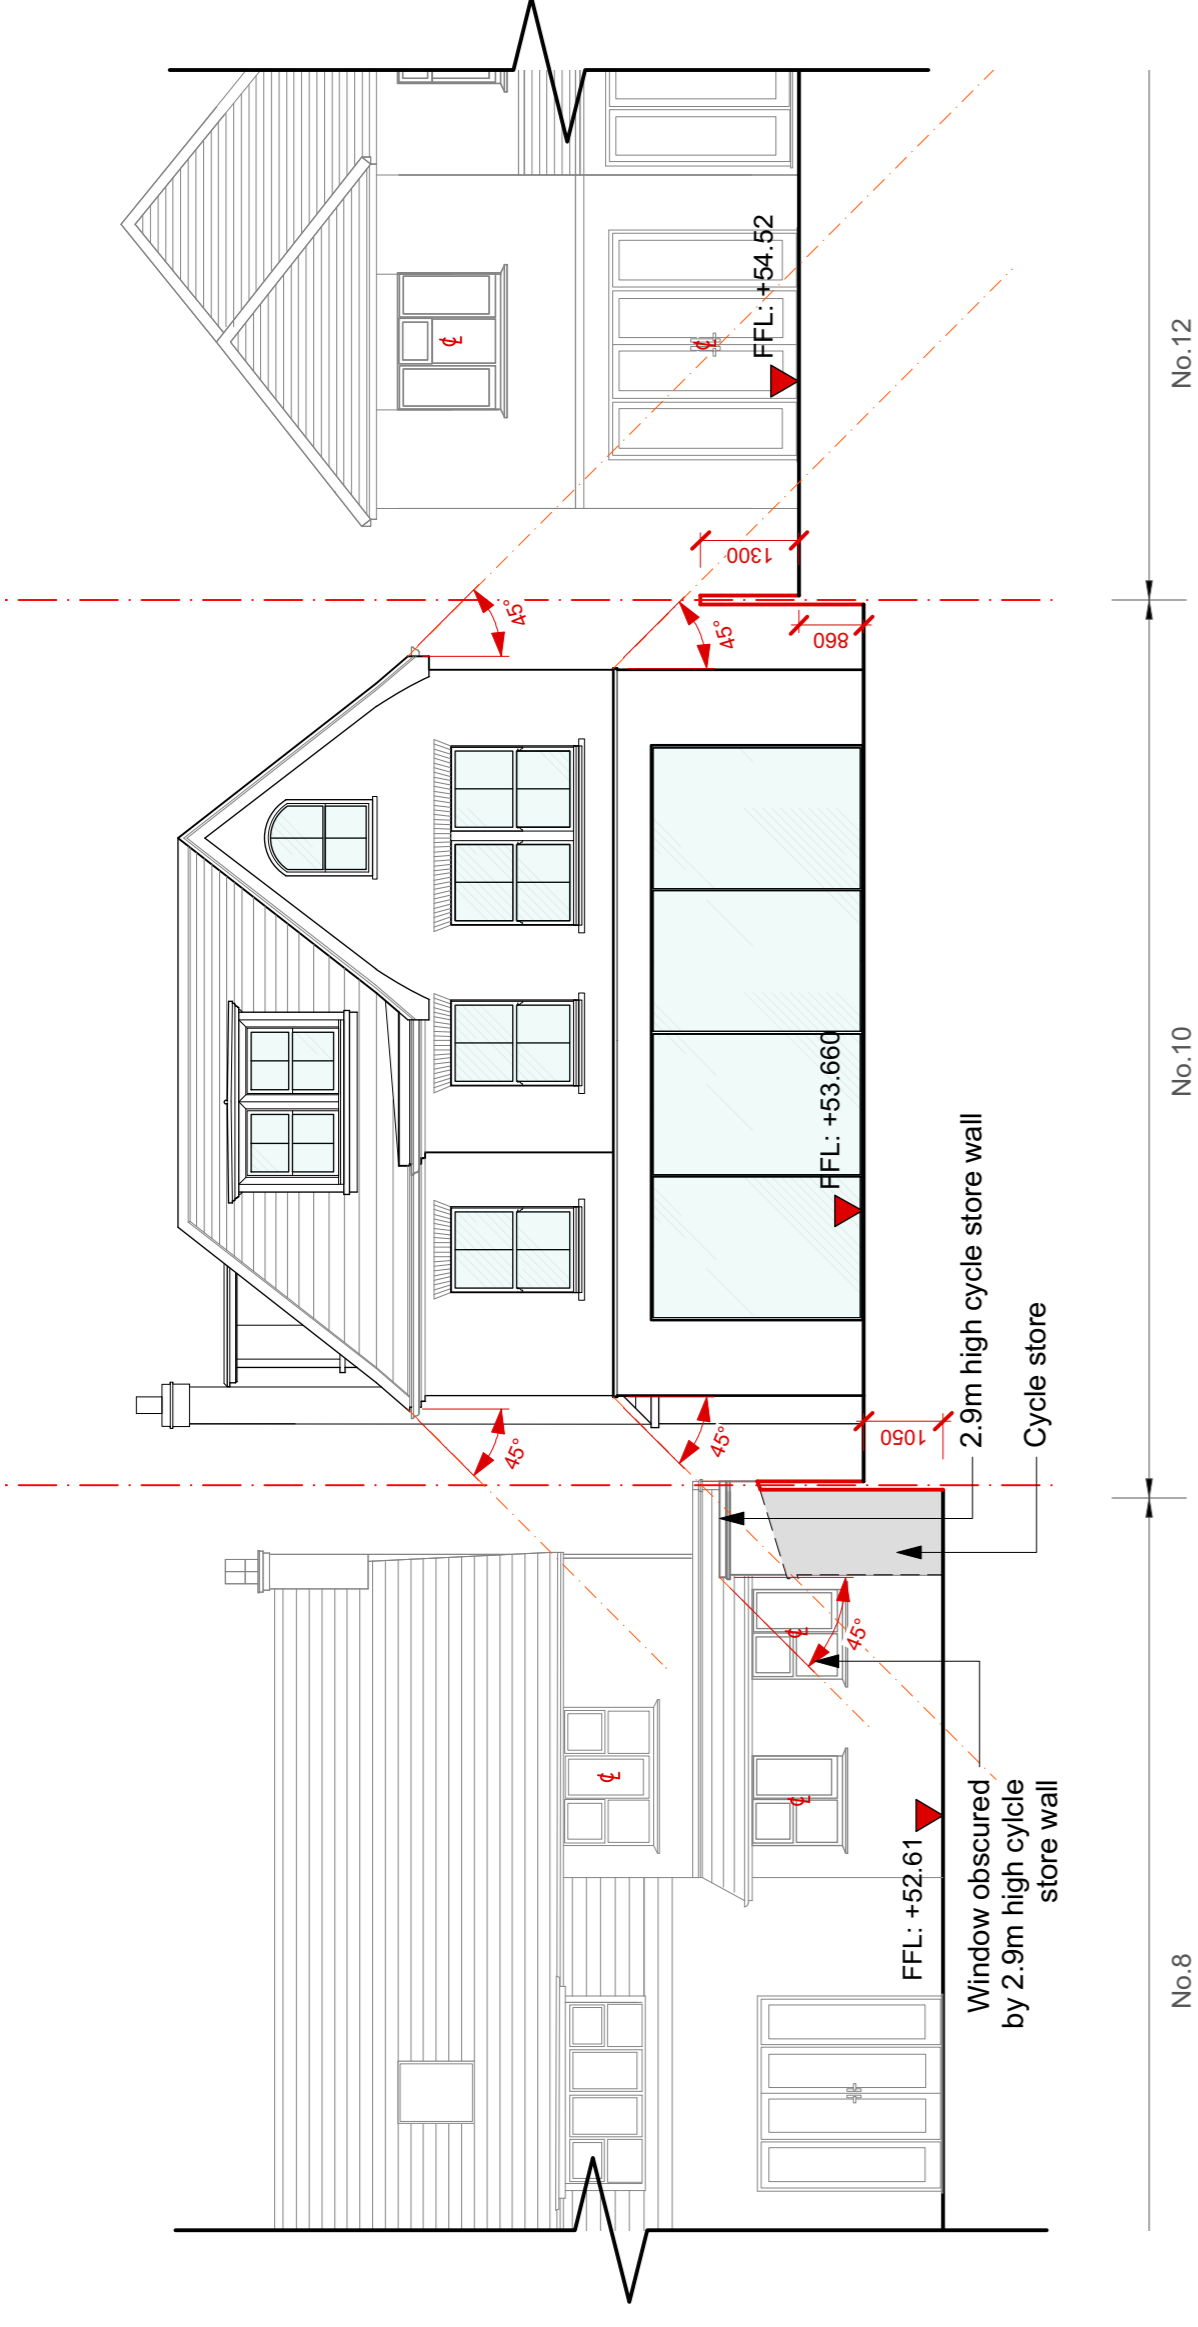 FFL: +52.61
FFL: +53.660
FFL: +54.52
45°
45°
45°
45°
45°
1050
860
1300
℄
℄
℄
℄
℄
2.9m high cycle store wall
Cycle store
Window obscured
by 2.9m high cylcle
store wall
No.8
No.10
No.12